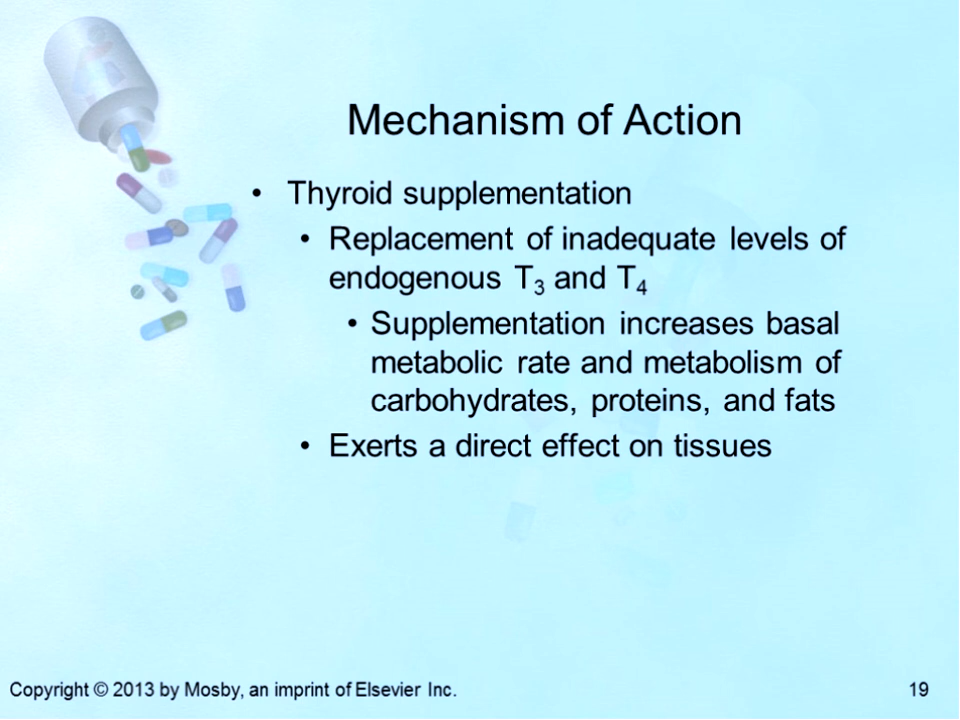 Mechanism of Action
• Thyroid supplementation
• Replacement of inadequate levels of
endogenous T₃ and T₄
• Supplementation increases basal
metabolic rate and metabolism of
carbohydrates, proteins, and fats
• Exerts a direct effect on tissues
Copyright © 2013 by Mosby, an imprint of Elsevier Inc.
19